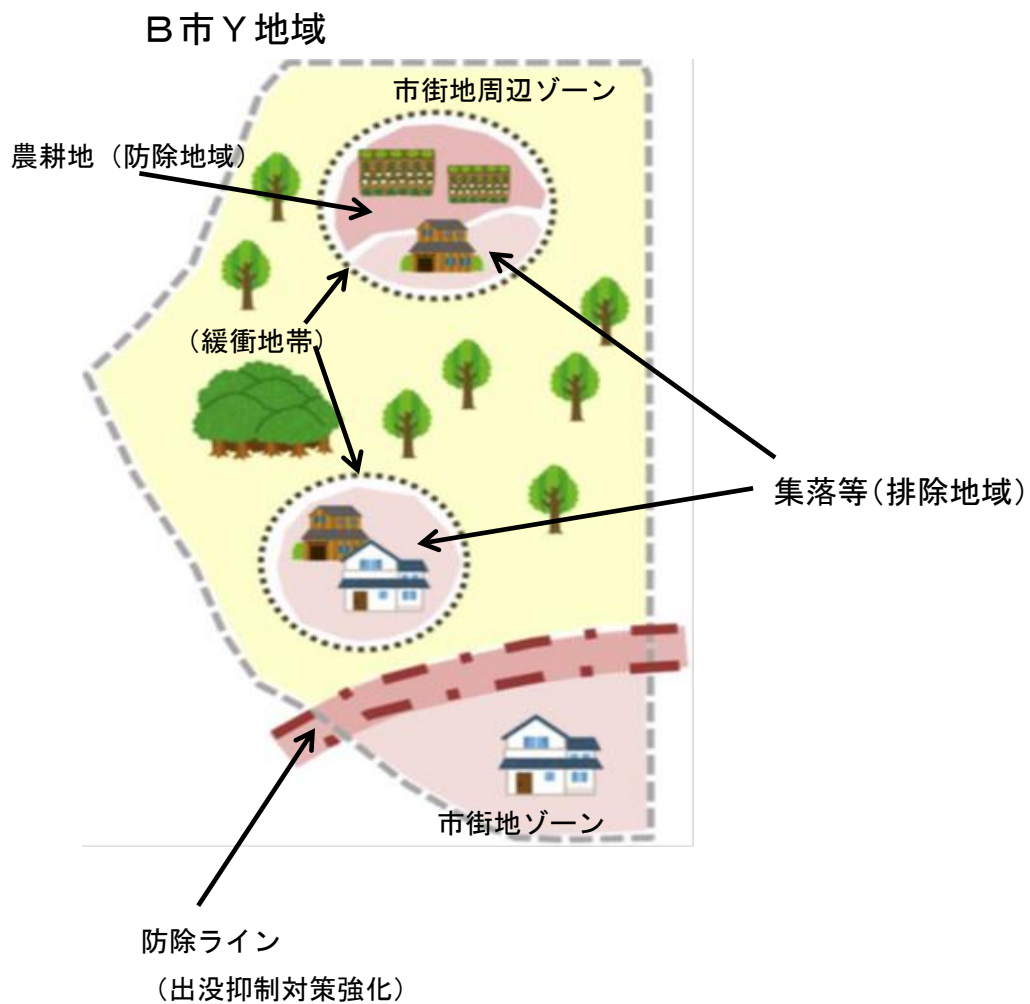 B市Y地域
市街地周辺ゾーン
農耕地（防除地域）
（緩衝地帯）
集落等（排除地域）
市街地ゾーン
防除ライン
（出没抑制対策強化）